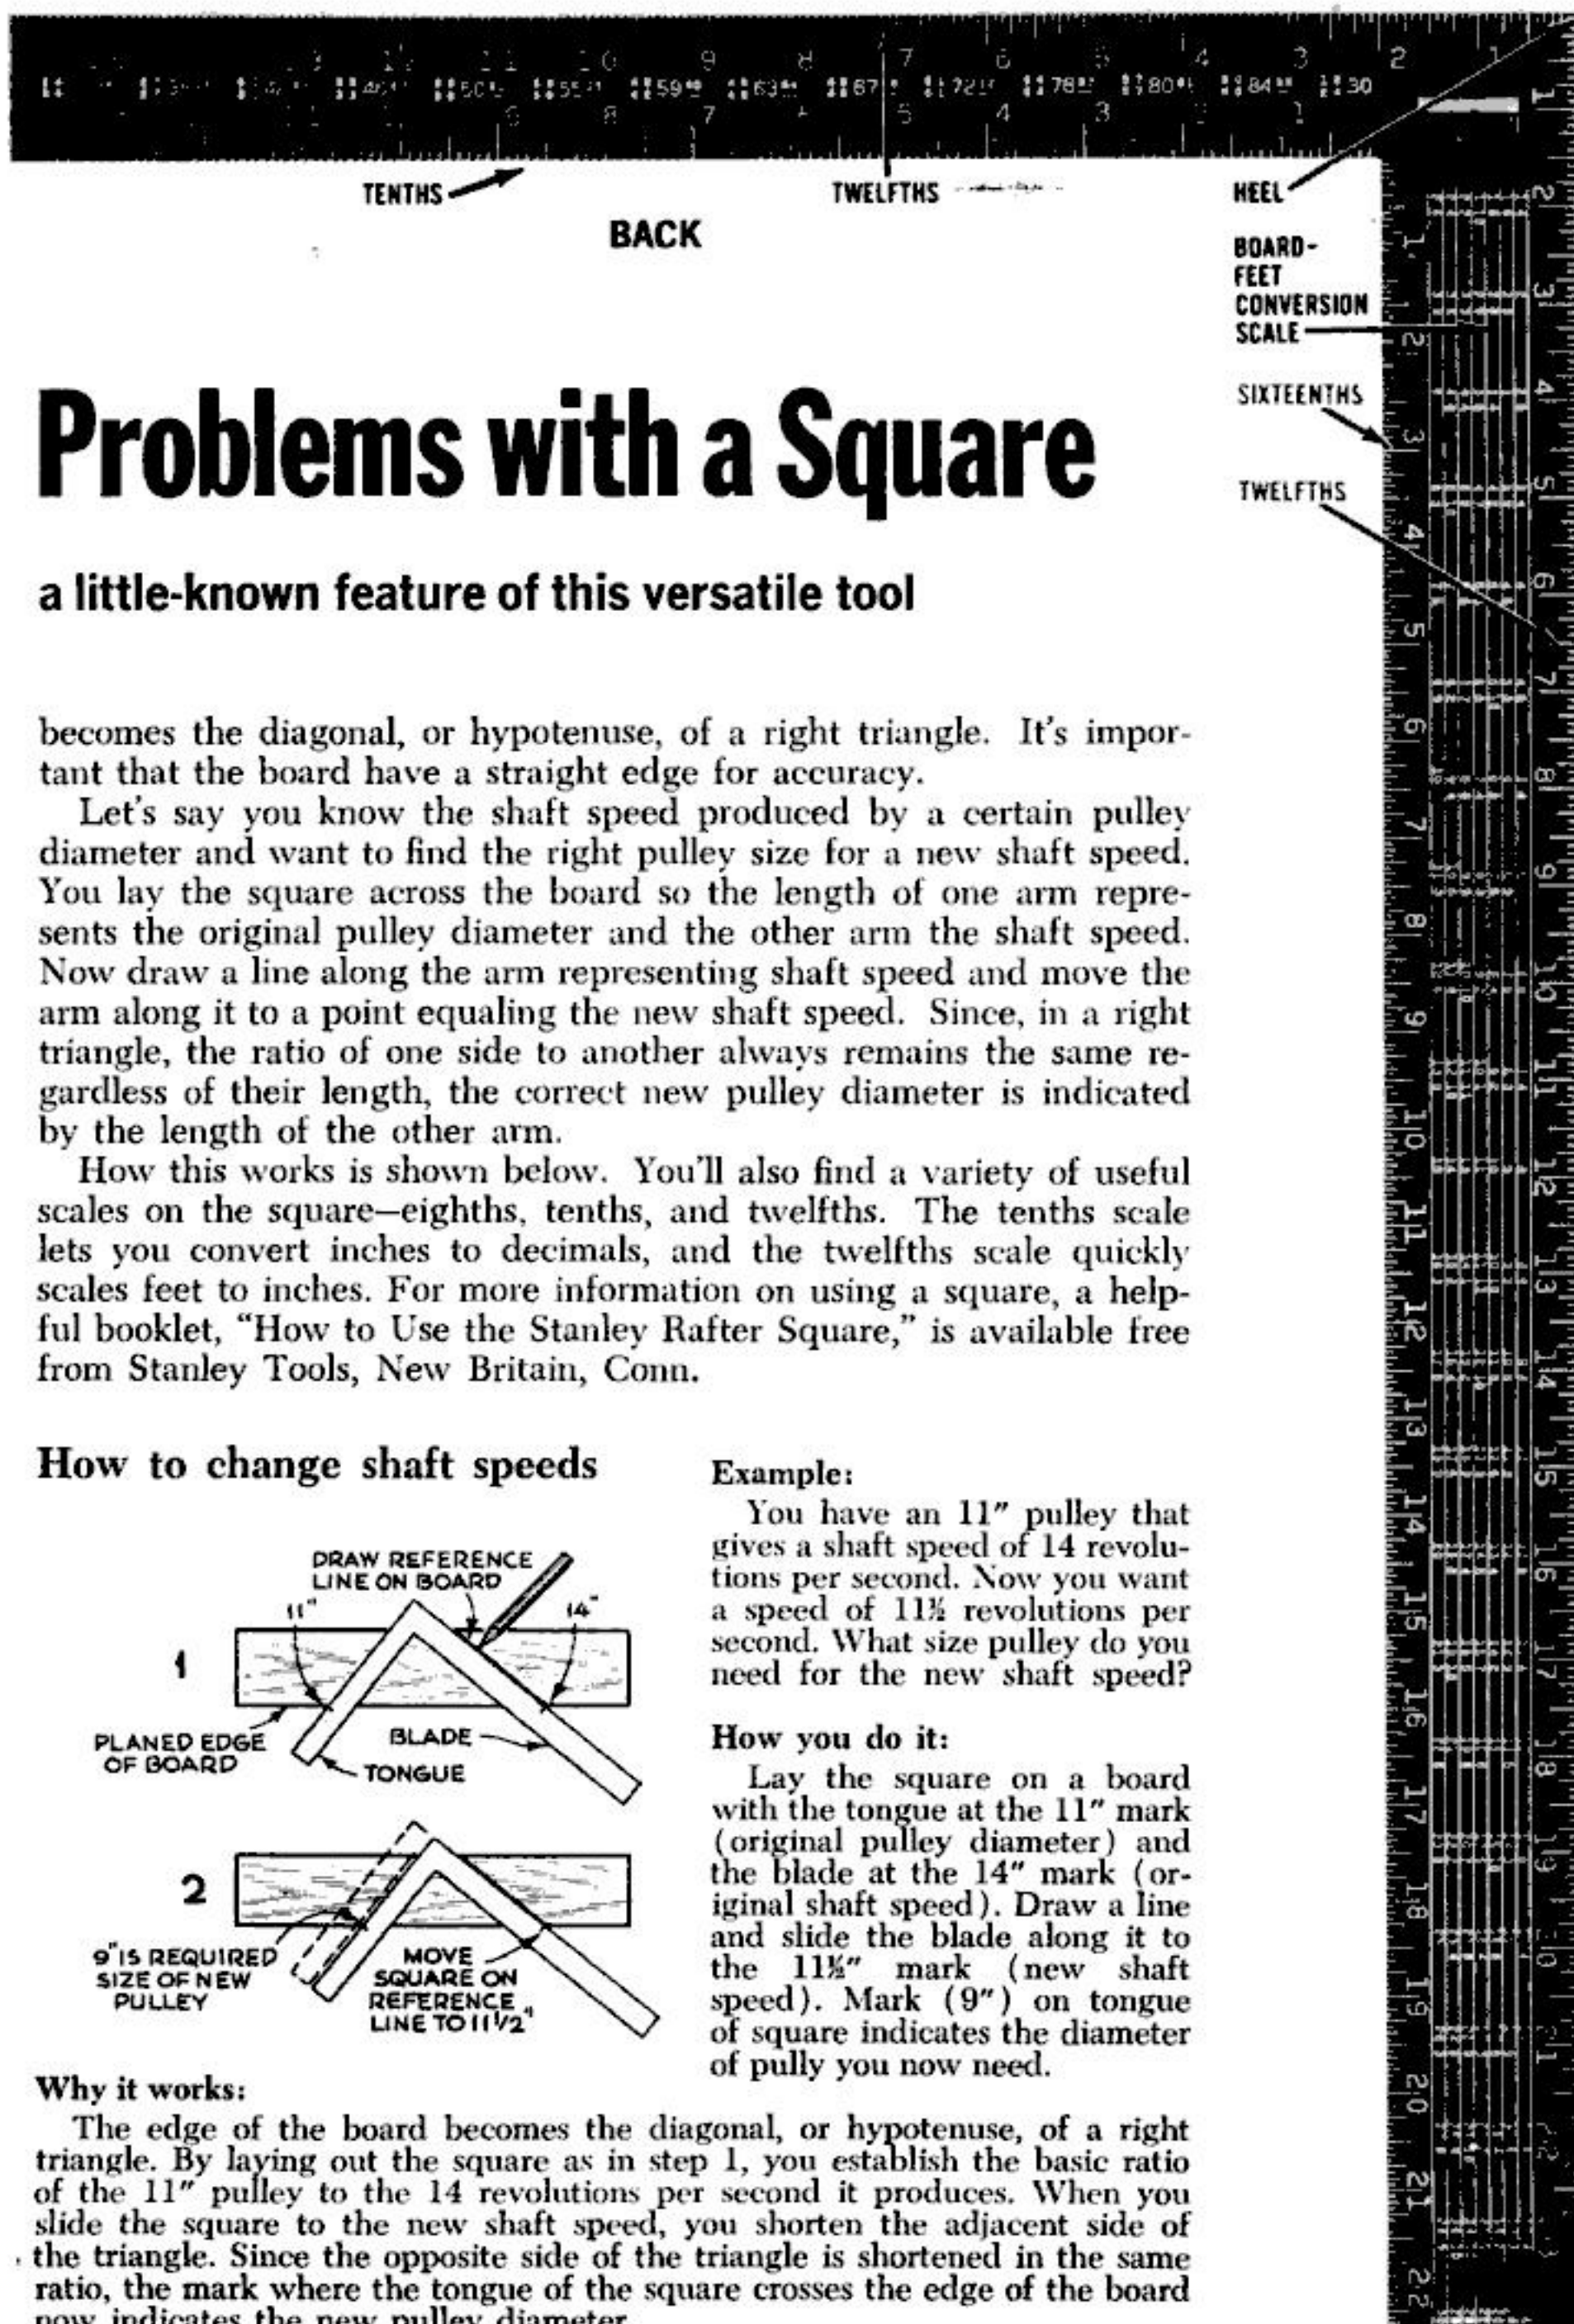 TENTHS
TWELFTHS
HEEL
BACK
BOARD-
FEET
CONVERSION
SCALE
SIXTEENTHS
TWELFTHS
Problems with a Square
a little-known feature of this versatile tool
becomes the diagonal, or hypotenuse, of a right triangle. It's impor-
tant that the board have a straight edge for accuracy.
Let's say you know the shaft speed produced by a certain pulley
diameter and want to find the right pulley size for a new shaft speed.
You lay the square across the board so the length of one arm repre-
sents the original pulley diameter and the other arm the shaft speed.
Now draw a line along the arm representing shaft speed and move the
arm along it to a point equaling the new shaft speed. Since, in a right
triangle, the ratio of one side to another always remains the same re-
gardless of their length, the correct new pulley diameter is indicated
by the length of the other arm.
How this works is shown below. You'll also find a variety of useful
scales on the square—eighths, tenths, and twelfths. The tenths scale
lets you convert inches to decimals, and the twelfths scale quickly
scales feet to inches. For more information on using a square, a help-
ful booklet, "How to Use the Stanley Rafter Square," is available free
from Stanley Tools, New Britain, Conn.
How to change shaft speeds
DRAW REFERENCE
LINE ON BOARD
11"
14"
1
PLANED EDGE
OF BOARD
BLADE
TONGUE
2
9" IS REQUIRED
SIZE OF NEW
PULLEY
MOVE
SQUARE ON
REFERENCE
LINE TO 11 1/2"
Example:
You have an 11" pulley that
gives a shaft speed of 14 revolu-
tions per second. Now you want
a speed of 11½ revolutions per
second. What size pulley do you
need for the new shaft speed?
How you do it:
Lay the square on a board
with the tongue at the 11" mark
(original pulley diameter) and
the blade at the 14" mark (or-
iginal shaft speed). Draw a line
and slide the blade along it to
the 11½" mark (new shaft
speed). Mark (9") on tongue
of square indicates the diameter
of pully you now need.
Why it works:
The edge of the board becomes the diagonal, or hypotenuse, of a right
triangle. By laying out the square as in step 1, you establish the basic ratio
of the 11" pulley to the 14 revolutions per second it produces. When you
slide the square to the new shaft speed, you shorten the adjacent side of
the triangle. Since the opposite side of the triangle is shortened in the same
ratio, the mark where the tongue of the square crosses the edge of the board
now indicates the new pulley diameter.